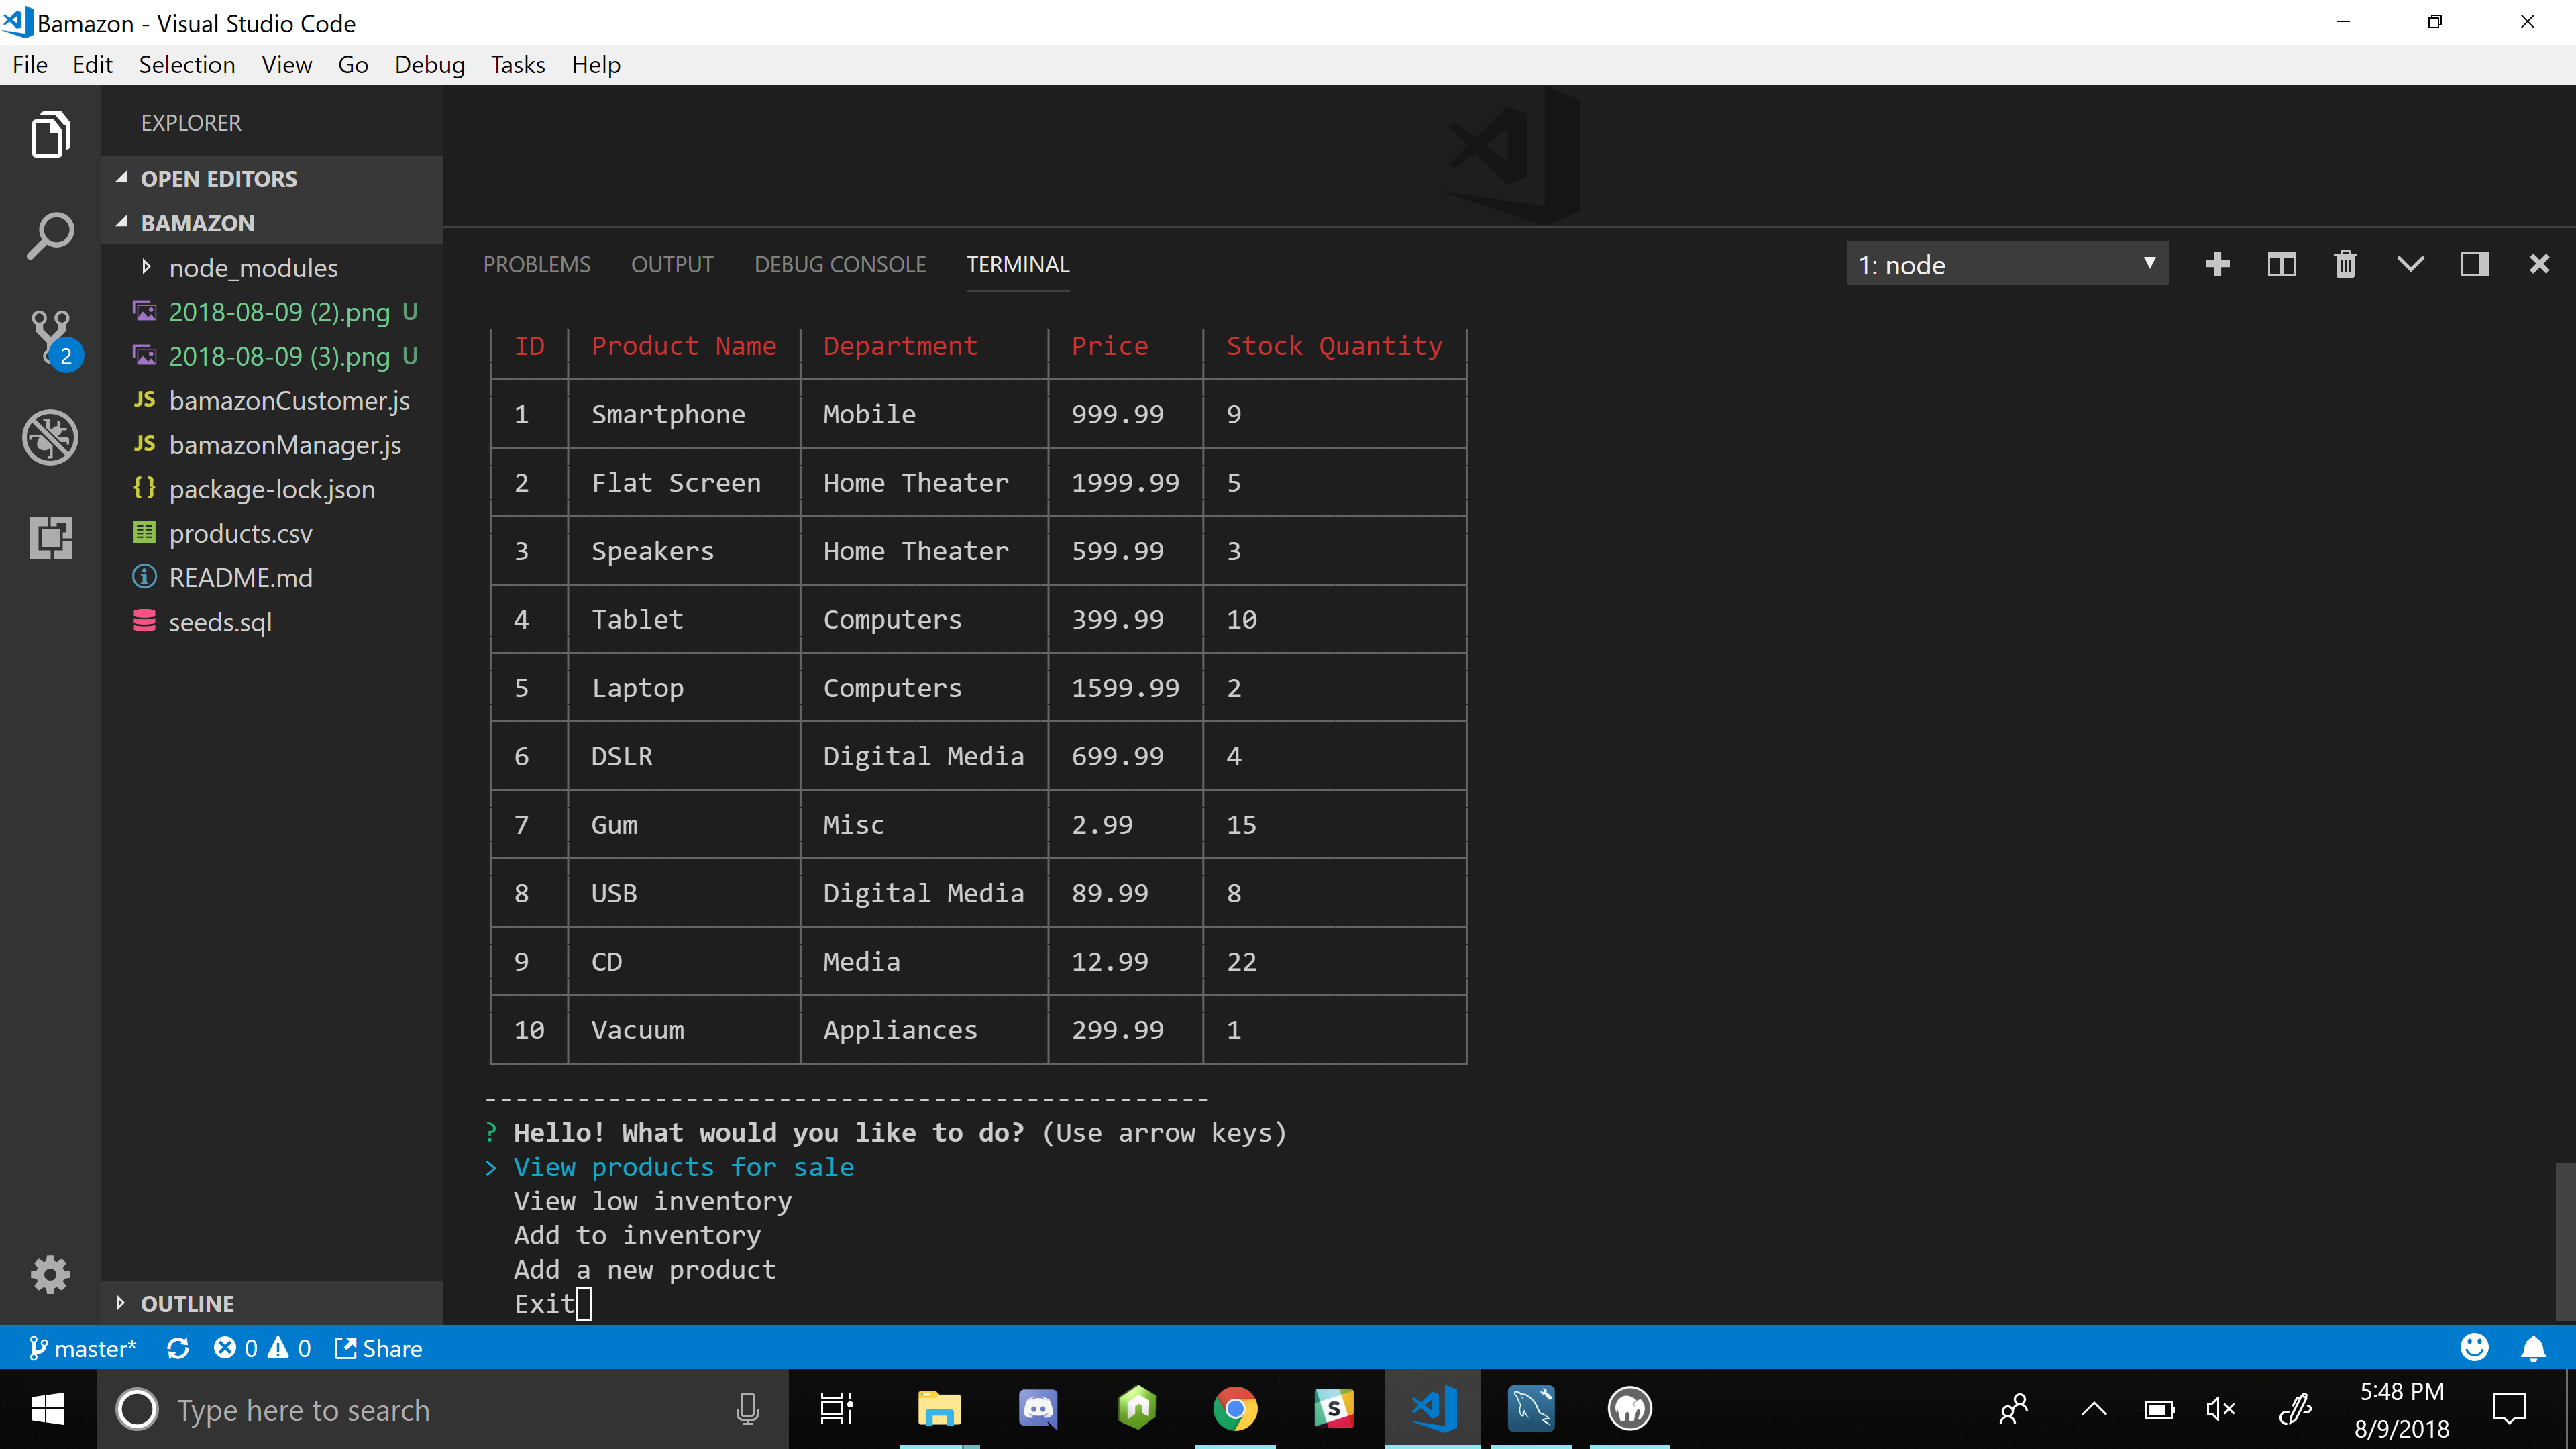 Bamazon - Visual Studio Code
File Edit Selection View Go Debug Tasks Help
EXPLORER
OPEN EDITORS
BAMAZON
node_modules
2018-08-09 (2).png U
2018-08-09 (3).png U
2
JS bamazonCustomer.js
JS bamazonManager.js
{} package-lock.json
products.csv
README.md
seeds.sql
OUTLINE
PROBLEMS OUTPUT DEBUG CONSOLE TERMINAL 1: node
ID Product Name Department Price Stock Quantity
1 Smartphone Mobile 999.99 9
2 Flat Screen Home Theater 1999.99 5
3 Speakers Home Theater 599.99 3
4 Tablet Computers 399.99 10
5 Laptop Computers 1599.99 2
6 DSLR Digital Media 699.99 4
7 Gum Misc 2.99 15
8 USB Digital Media 89.99 8
9 CD Media 12.99 22
10 Vacuum Appliances 299.99 1
-----------------------------------------------
? Hello! What would you like to do? (Use arrow keys)
> View products for sale
View low inventory
Add to inventory
Add a new product
Exit
master* 0 0 Share
Type here to search
S
5:48 PM
8/9/2018